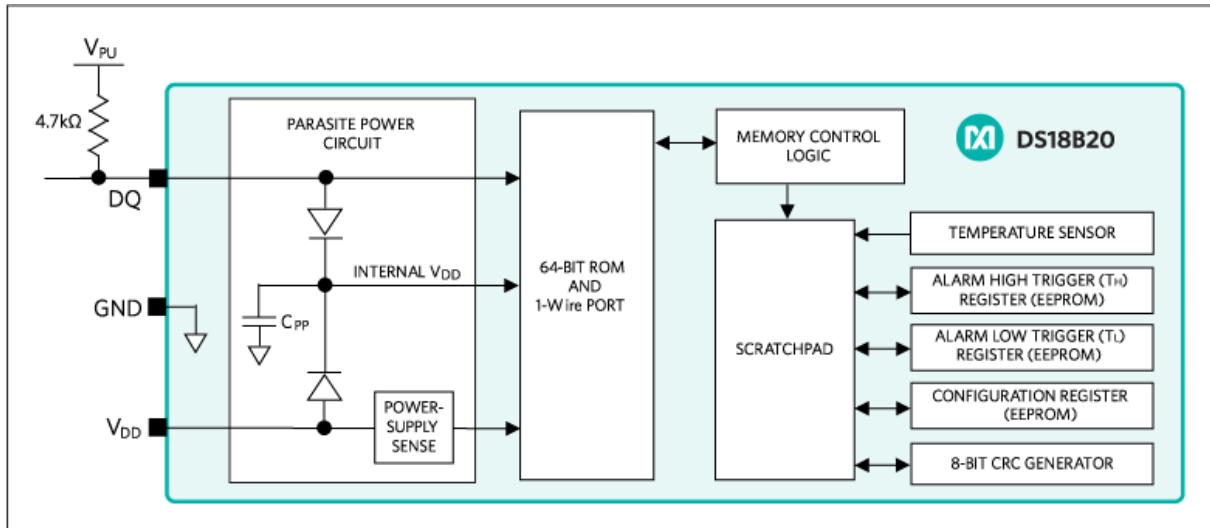 VPU
4.7kΩ
DQ
GND
VDD
PARASITE POWER
CIRCUIT
INTERNAL VDD
CPP
POWER-
SUPPLY
SENSE
64-BIT ROM
AND
1-Wire PORT
MEMORY CONTROL
LOGIC
DS18B20
SCRATCHPAD
TEMPERATURE SENSOR
ALARM HIGH TRIGGER (TH)
REGISTER (EEPROM)
ALARM LOW TRIGGER (TL)
REGISTER (EEPROM)
CONFIGURATION REGISTER
(EEPROM)
8-BIT CRC GENERATOR